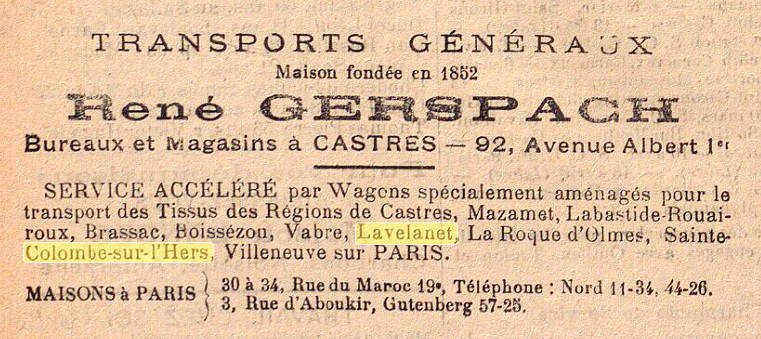 TRANSPORTS GÉNÉRAUX
Maison fondée en 1852
René GERSPACH
Bureaux et Magasins à CASTRES — 92, Avenue Albert 1er
SERVICE ACCÉLÉRÉ par Wagons spécialement aménagés pour le
transport des Tissus des Régions de Castres, Mazamet, Labastide-Rouai-
roux, Brassac, Boissézon, Vabre, Lavelanet, La Roque d'Olmes, Sainte-
Colombe-sur-l'Hers, Villeneuve sur PARIS.
MAISONS à PARIS { 30 à 34, Rue du Maroc 19e, Téléphone : Nord 11-34, 44-26.
3, Rue d'Aboukir, Gutenberg 57-25.